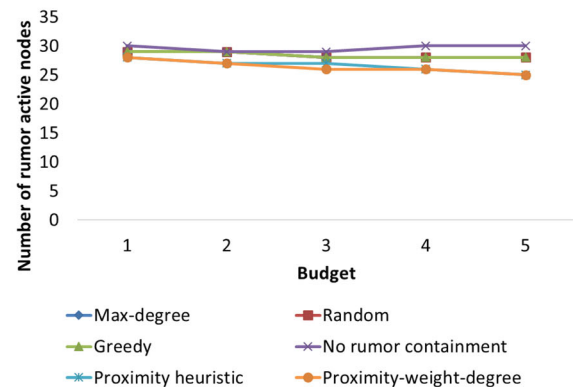 Number of rumor active nodes
35
30
25
20
15
10
5
0
1 2 3 4 5
Budget
Max-degree Random
Greedy No rumor containment
Proximity heuristic Proximity-weight-degree